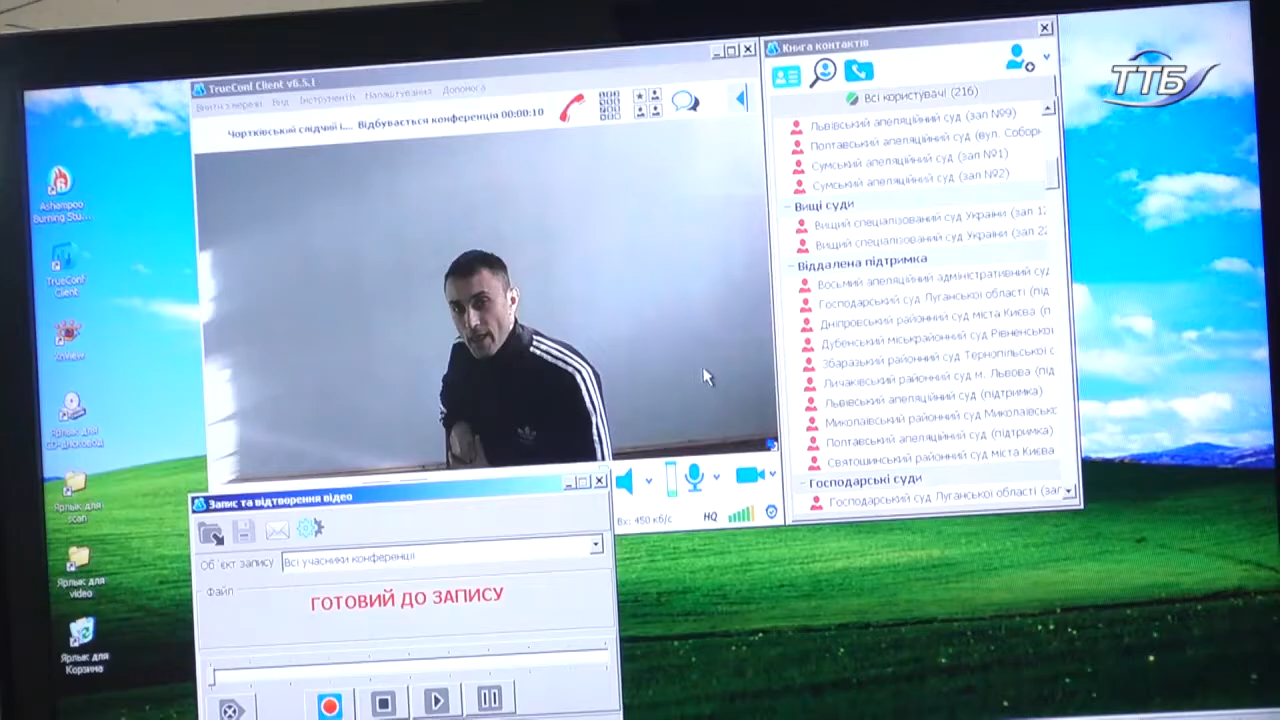 TrueConf Client v6.5.1
Вид Інструменти Налаштування Допомога
Чортківський слідчий і.... Відбувається конференція 00:00:10
Книга контактів
ТТБ
Всі користувачі (216)
Львівський апеляційний суд (зал №9)
Полтавський апеляційний суд (вул. Соборн
Сумський апеляційний суд (зал №1)
Сумський апеляційний суд (зал №2)
Вищі суди
Вищий спеціалізований суд України (зал 1
Вищий спеціалізований суд України (зал 2
Віддалена підтримка
Восьмий апеляційний адміністративний суд
Господарський суд Луганської області (під
Дніпровський районний суд міста Києва (п
Дубенський міськрайонний суд Рівненської
Збаразький районний суд Тернопільської о
Личаківський районний суд м. Львова (під
Львівський апеляційний суд (підтримка)
Миколаївський районний суд Миколаївсько
Полтавський апеляційний суд (підтримка)
Святошинський районний суд міста Києва
Господарські суди
Господарський суд Луганської області (зал
Ashampoo
Burning Stu...
TrueConf
Client
XnView
Ярлык для
CD-дисковод
Ярлык для
scan
Ярлык для
video
Ярлык для
Корзина
Вх: 450 кб/с
HQ
Запис та відтворення відео
Об'єкт запису
Всі учасники конференції
Файл
ГОТОВИЙ ДО ЗАПИСУ